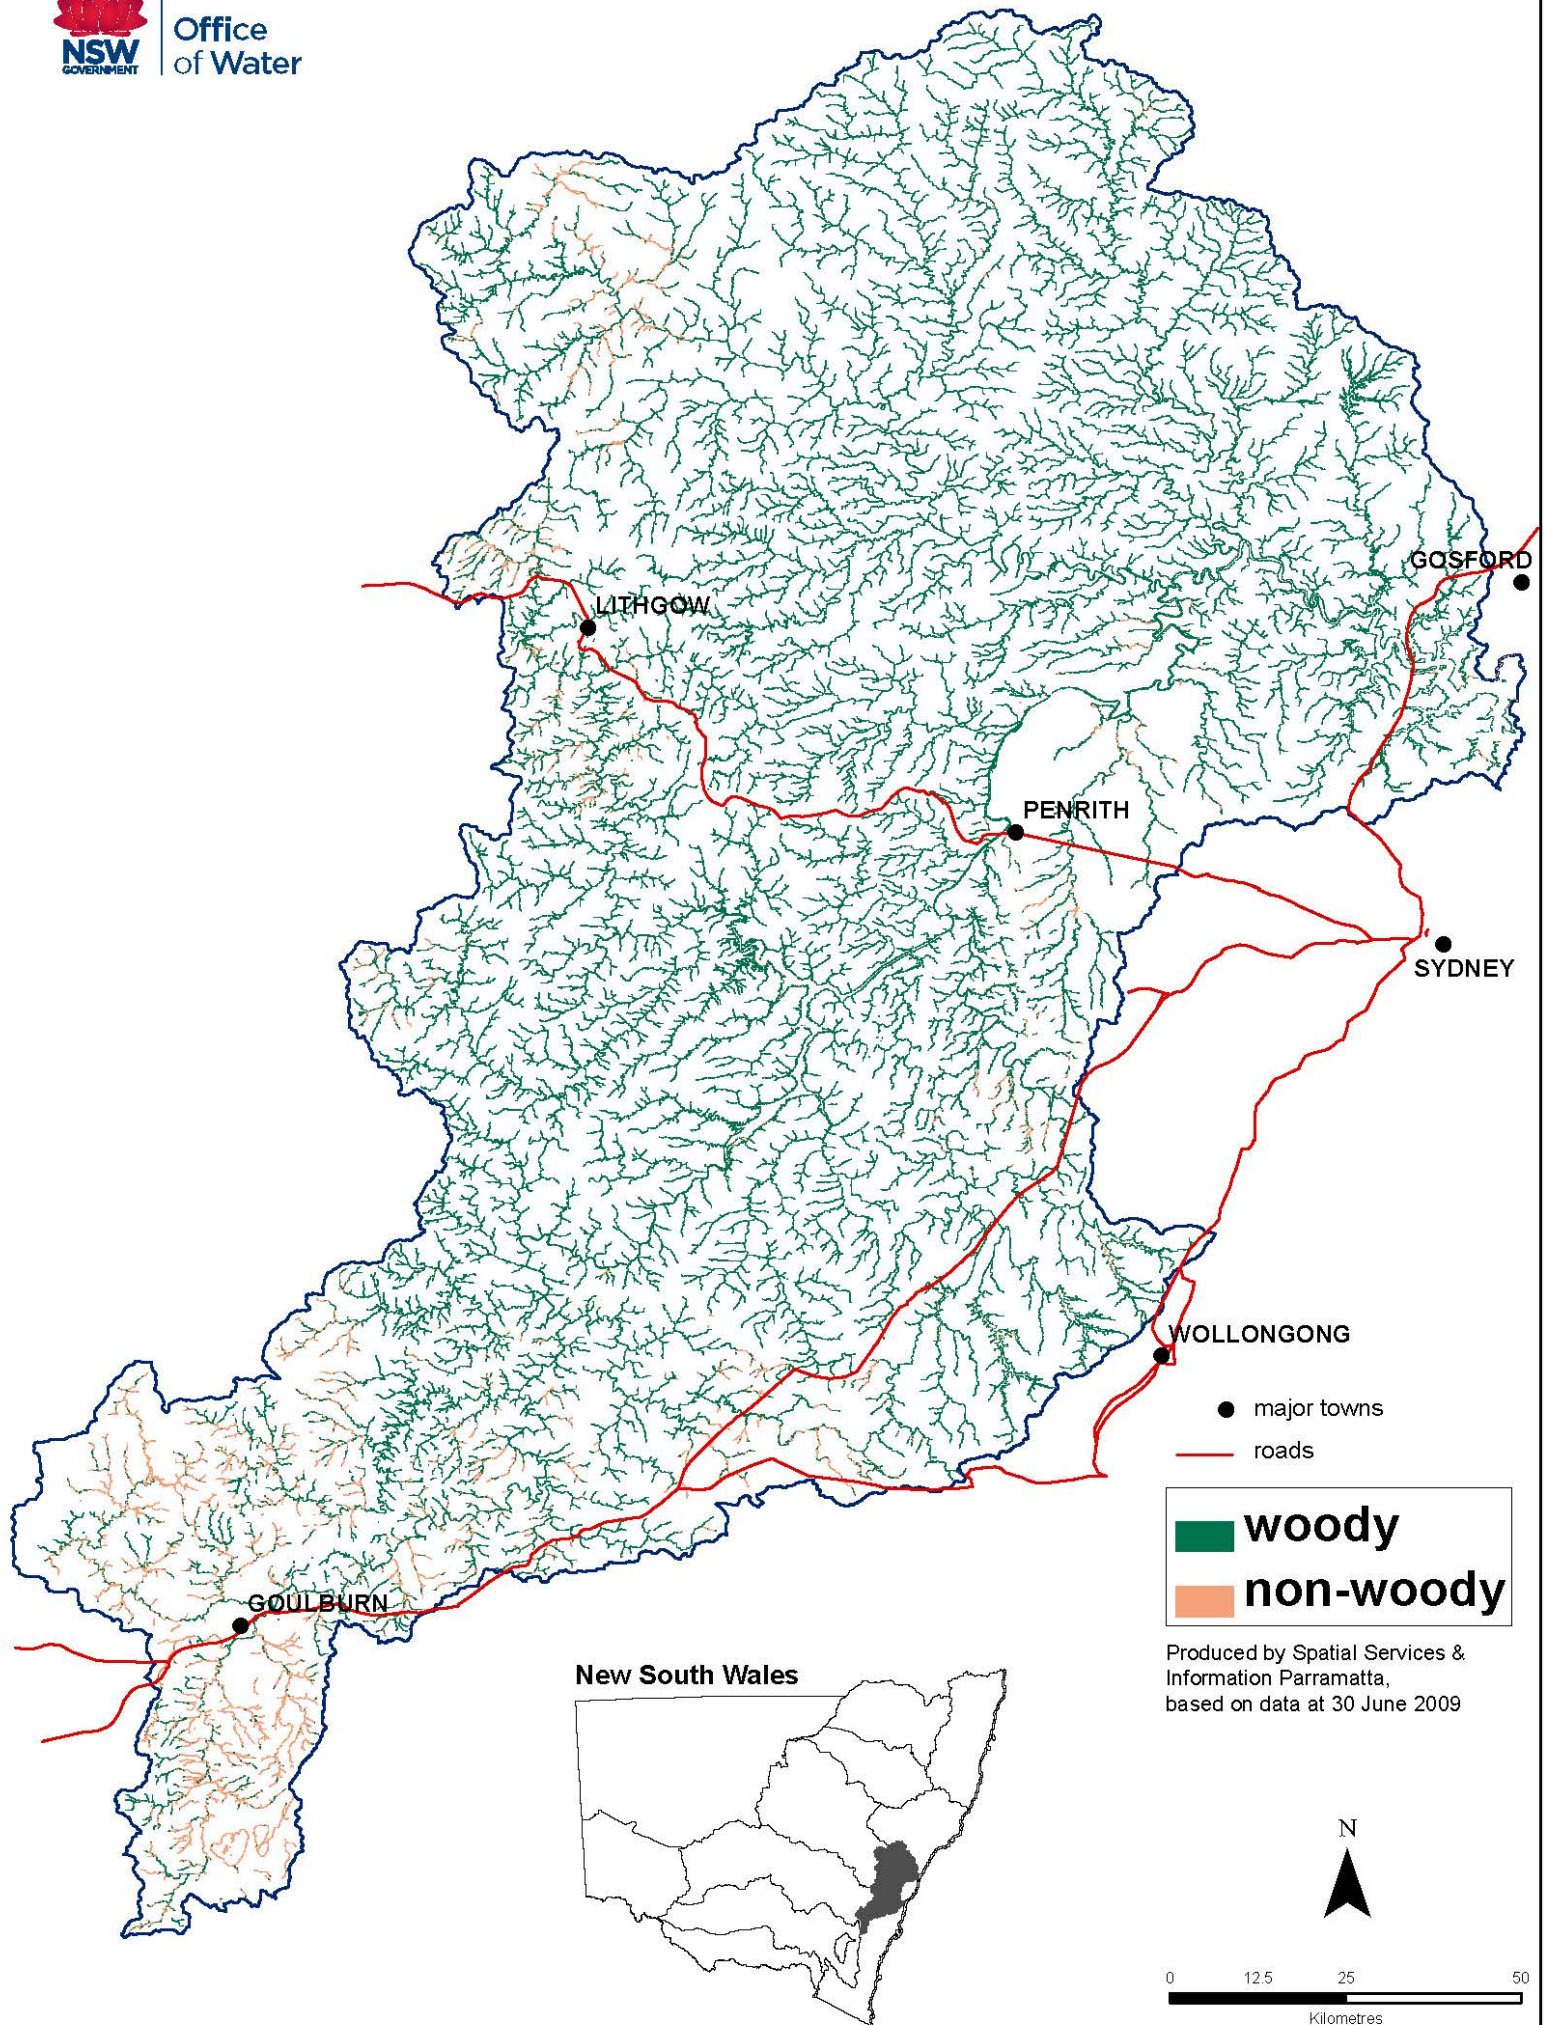 NSW
GOVERNMENT
Office
of Water
GOSFORD
LITHGOW
PENRITH
SYDNEY
WOLLONGONG
major towns
roads
woody
non-woody
GOULBURN
Produced by Spatial Services &
Information Parramatta,
based on data at 30 June 2009
New South Wales
N
0 12.5 25 50
Kilometres